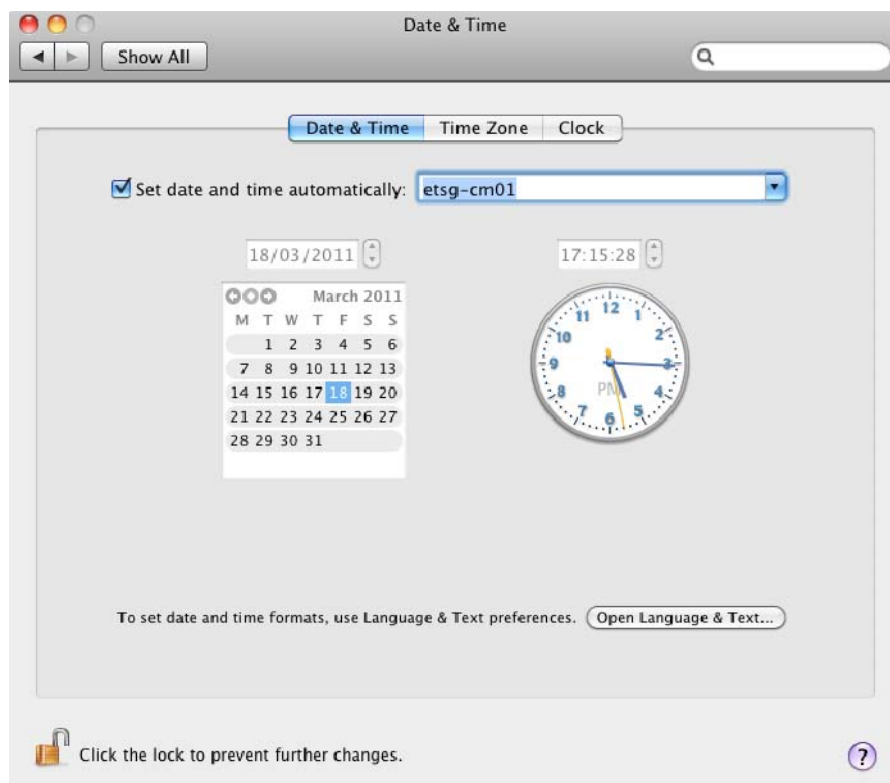 Date & Time
Show All
Date & Time Time Zone Clock
Set date and time automatically: etsg-cm01
18/03/2011 17:15:28
March 2011
M T W T F S S
1 2 3 4 5 6
7 8 9 10 11 12 13
14 15 16 17 18 19 20
21 22 23 24 25 26 27
28 29 30 31
12
1
2
3
4
5
6
7
8
9
10
11
PM
To set date and time formats, use Language & Text preferences. Open Language & Text...
Click the lock to prevent further changes. ?